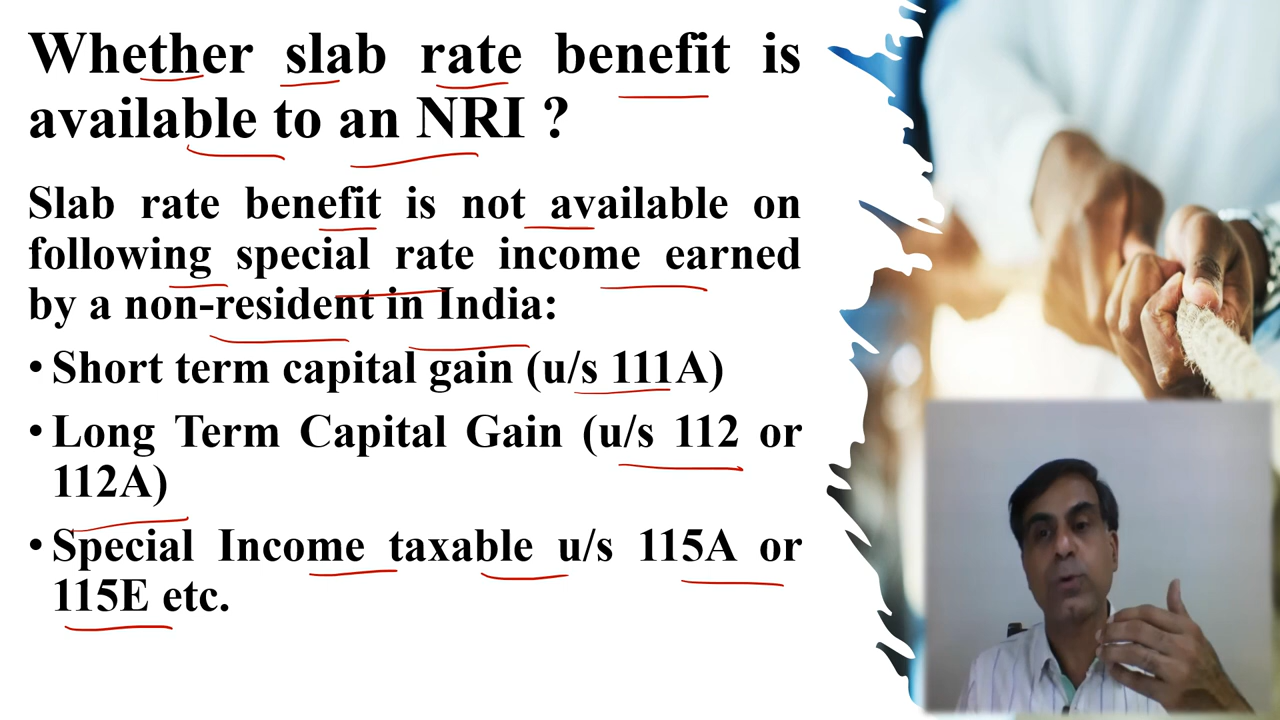 Whether slab rate benefit is
available to an NRI ?
Slab rate benefit is not available on
following special rate income earned
by a non-resident in India:
• Short term capital gain (u/s 111A)
• Long Term Capital Gain (u/s 112 or
112A)
• Special Income taxable u/s 115A or
115E etc.